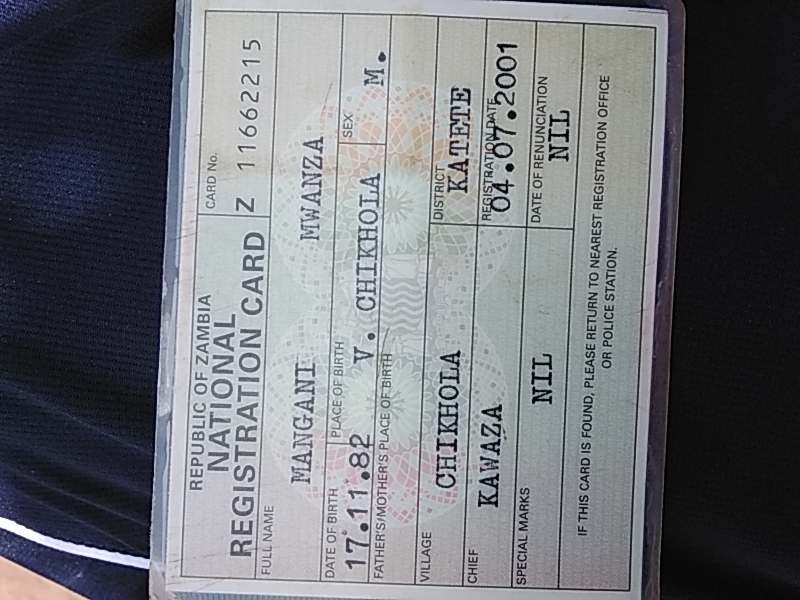 REPUBLIC OF ZAMBIA
NATIONAL
REGISTRATION CARD
CARD No.
Z 11662215
FULL NAME
MANGANI MWANZA
DATE OF BIRTH
17.11.82
PLACE OF BIRTH
V. CHIKHOLA
SEX
M.
FATHER'S/MOTHER'S PLACE OF BIRTH
VILLAGE
CHIKHOLA
DISTRICT
KATETE
CHIEF
KAWAZA
REGISTRATION DATE
04.07.2001
SPECIAL MARKS
NIL
DATE OF RENUNCIATION
NIL
IF THIS CARD IS FOUND, PLEASE RETURN TO NEAREST REGISTRATION OFFICE
OR POLICE STATION.